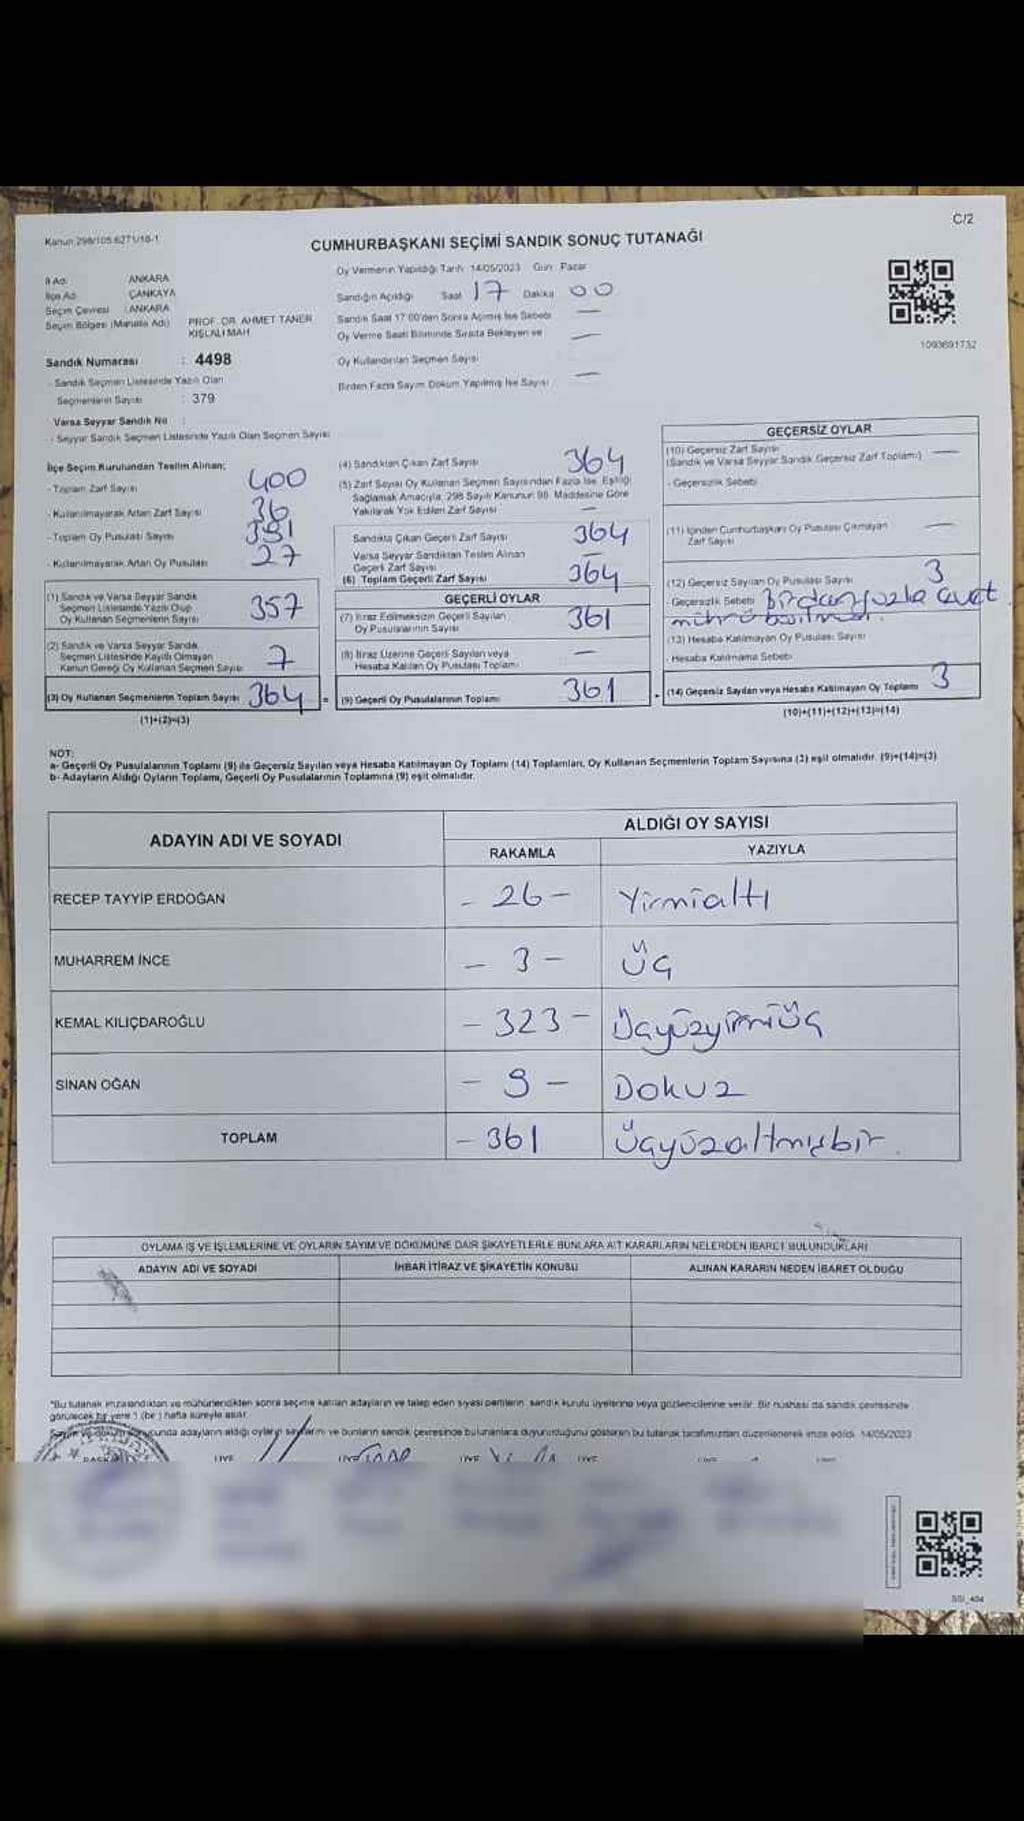 C/2
Kanun 298/105.6271/18-1
CUMHURBAŞKANI SEÇİMİ SANDIK SONUÇ TUTANAĞI
İl Adı: ANKARA
İlçe Adı: ÇANKAYA
Seçim Çevresi: ANKARA
Seçim Bölgesi (Mahalle Adı) PROF. DR. AHMET TANER
KIŞLALI MAH.
Sandık Numarası : 4498
- Sandık Seçmen Listesinde Yazılı Olan
Seçmenlerin Sayısı : 379
Varsa Seyyar Sandık No :
- Seyyar Sandık Seçmen Listesinde Yazılı Olan Seçmen Sayısı
Oy Vermenin Yapıldığı Tarih: 14/05/2023 Gün: Pazar
Sandığın Açıldığı Saat 17 Dakika 00
Sandık Saat 17:00'den Sonra Açılmış İse Sebebi —
Oy Verme Saati Bitiminde Sırada Bekleyen ve —
Oy Kullandırılan Seçmen Sayısı
Birden Fazla Sayım Döküm Yapılmış İse Sayısı —
1093691732
İlçe Seçim Kurulundan Teslim Alınan;
- Toplam Zarf Sayısı 400
- Kullanılmayarak Artan Zarf Sayısı 36
- Toplam Oy Pusulası Sayısı 391
- Kullanılmayarak Artan Oy Pusulası 27
(1) Sandık ve Varsa Seyyar Sandık
Seçmen Listesinde Yazılı Olup
Oy Kullanan Seçmenlerin Sayısı 357
(2) Sandık ve Varsa Seyyar Sandık
Seçmen Listesinde Kayıtlı Olmayan
Kanun Gereği Oy Kullanan Seçmen Sayısı 7
(3) Oy Kullanan Seçmenlerin Toplam Sayısı 364 =
(1)+(2)=(3)
(4) Sandıktan Çıkan Zarf Sayısı 364
(5) Zarf Sayısı Oy Kullanan Seçmen Sayısından Fazla İse, Eşitliği
Sağlamak Amacıyla, 298 Sayılı Kanunun 98. Maddesine Göre
Yakılarak Yok Edilen Zarf Sayısı —
Sandıkta Çıkan Geçerli Zarf Sayısı 364
Varsa Seyyar Sandıktan Teslim Alınan
Geçerli Zarf Sayısı —
(6) Toplam Geçerli Zarf Sayısı 364
GEÇERLİ OYLAR
(7) İtiraz Edilmeksizin Geçerli Sayılan
Oy Pusulalarının Sayısı 361
(8) İtiraz Üzerine Geçerli Sayılan veya
Hesaba Katılan Oy Pusulası Toplamı —
(9) Geçerli Oy Pusulalarının Toplamı 361
GEÇERSİZ OYLAR
(10) Geçersiz Zarf Sayısı —
(Sandık ve Varsa Seyyar Sandık Geçersiz Zarf Toplamı)
- Geçersizlik Sebebi
(11) İçinden Cumhurbaşkanı Oy Pusulası Çıkmayan —
Zarf Sayısı
(12) Geçersiz Sayılan Oy Pusulası Sayısı 3
- Geçersizlik Sebebi Birdan fazla evet
mührü basılması.
(13) Hesaba Katılmayan Oy Pusulası Sayısı
- Hesaba Katılmama Sebebi
(14) Geçersiz Sayılan veya Hesaba Katılmayan Oy Toplamı 3
(10)+(11)+(12)+(13)=(14)
NOT:
a- Geçerli Oy Pusulalarının Toplamı (9) ile Geçersiz Sayılan veya Hesaba Katılmayan Oy Toplamı (14) Toplamları, Oy Kullanan Seçmenlerin Toplam Sayısına (3) eşit olmalıdır. (9)+(14)=(3)
b- Adayların Aldığı Oyların Toplamı, Geçerli Oy Pusulalarının Toplamına (9) eşit olmalıdır.
ADAYIN ADI VE SOYADI ALDIĞI OY SAYISI
RAKAMLA YAZIYLA
RECEP TAYYİP ERDOĞAN - 26 - Yirmialtı
MUHARREM İNCE - 3 - Üç
KEMAL KILIÇDAROĞLU - 323 - Üçyüzyirmiüç
SİNAN OĞAN - 9 - Dokuz
TOPLAM - 361 Üçyüzaltmışbir.
OYLAMA İŞ VE İŞLEMLERİNE VE OYLARIN SAYIM VE DÖKÜMÜNE DAİR ŞİKAYETLERLE BUNLARA AİT KARARLARIN NELERDEN İBARET BULUNDUKLARI
ADAYIN ADI VE SOYADI İHBAR İTİRAZ VE ŞİKAYETİN KONUSU ALINAN KARARIN NEDEN İBARET OLDUĞU
*Bu tutanak imzalandıktan ve mühürlendikten sonra seçime katılan adayların ve talep eden siyasi partilerin, sandık kurulu üyelerine veya gözlemcilerine verilir. Bir nüshası da sandık çevresinde
görülecek bir yere 1 (bir) hafta süreyle asılır.
Sayım ve döküm sonucunda adayların aldığı oyların sayılarını ve bunların sandık çevresinde bulunanlara duyurulduğunu gösteren bu tutanak tarafımızdan düzenlenerek imza edildi. 14/05/2023